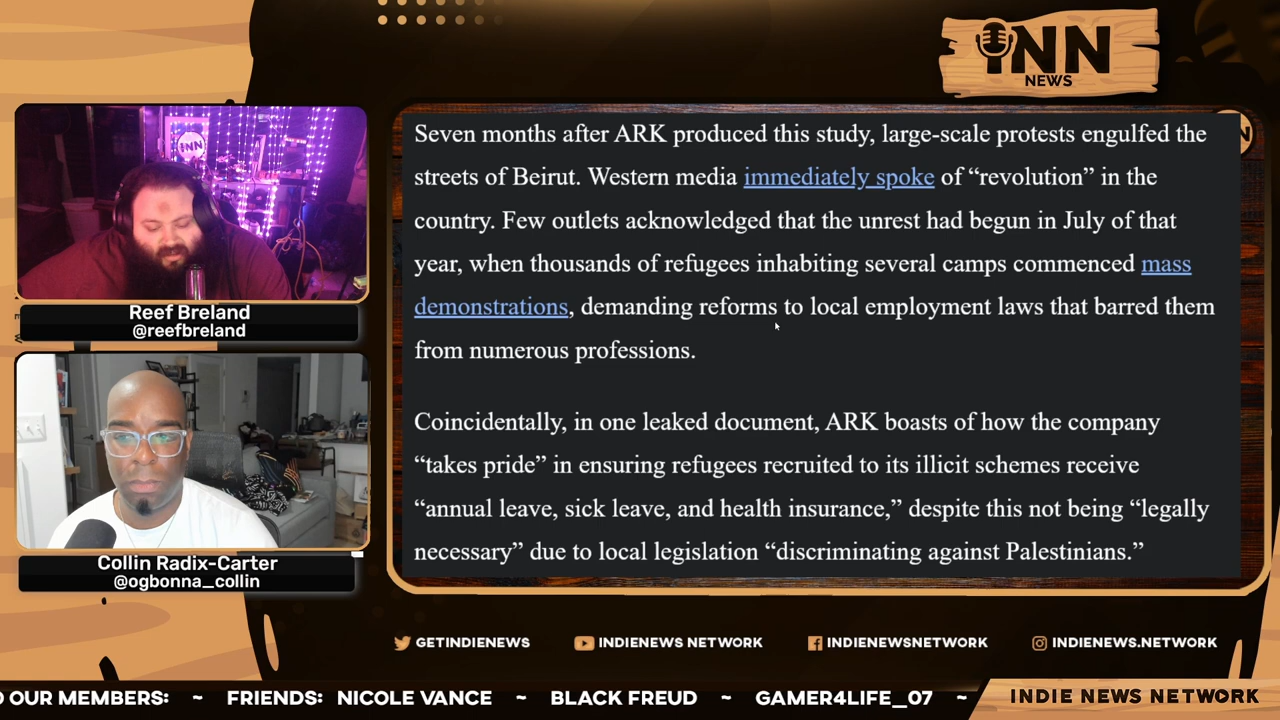 INN
NEWS
INN
Seven months after ARK produced this study, large-scale protests engulfed the
streets of Beirut. Western media immediately spoke of “revolution” in the
country. Few outlets acknowledged that the unrest had begun in July of that
year, when thousands of refugees inhabiting several camps commenced mass
demonstrations, demanding reforms to local employment laws that barred them
from numerous professions.
Coincidentally, in one leaked document, ARK boasts of how the company
“takes pride” in ensuring refugees recruited to its illicit schemes receive
“annual leave, sick leave, and health insurance,” despite this not being “legally
necessary” due to local legislation “discriminating against Palestinians.”
Reef Breland
@reefbreland
Collin Radix-Carter
@ogbonna_collin
GETINDIENEWS
INDIENEWS NETWORK
INDIENEWSNETWORK
INDIENEWS.NETWORK
OUR MEMBERS: ~ FRIENDS: NICOLE VANCE ~ BLACK FREUD ~ GAMER4LIFE_07 ~
INDIE NEWS NETWORK